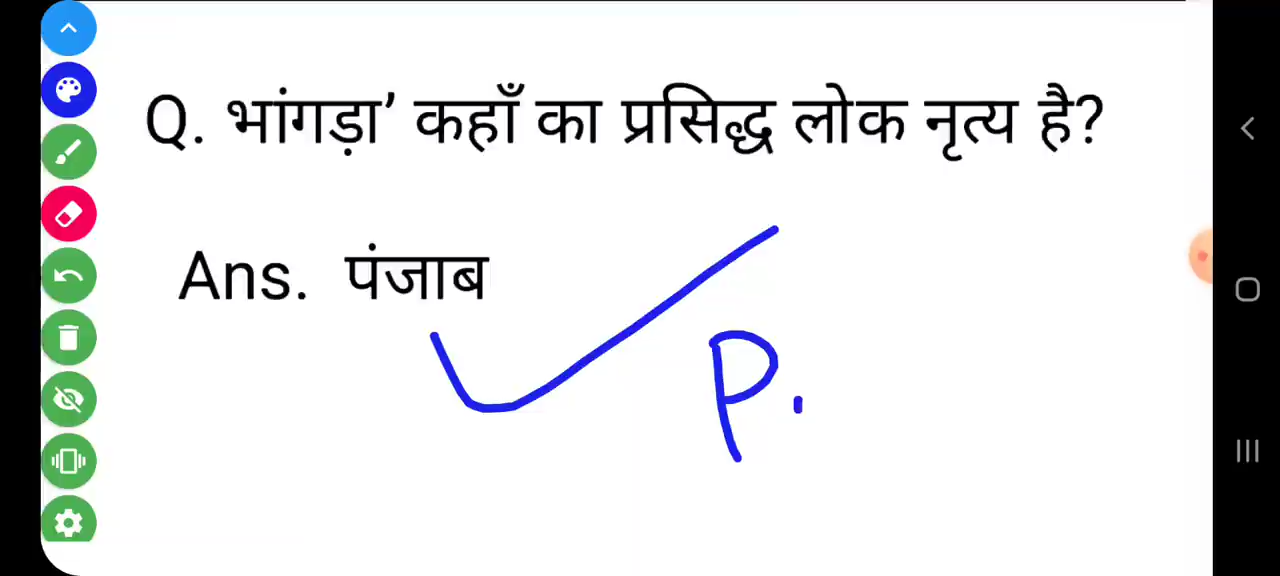 Q. भांगड़ा’ कहाँ का प्रसिद्ध लोक नृत्य है?
Ans. पंजाब
P.